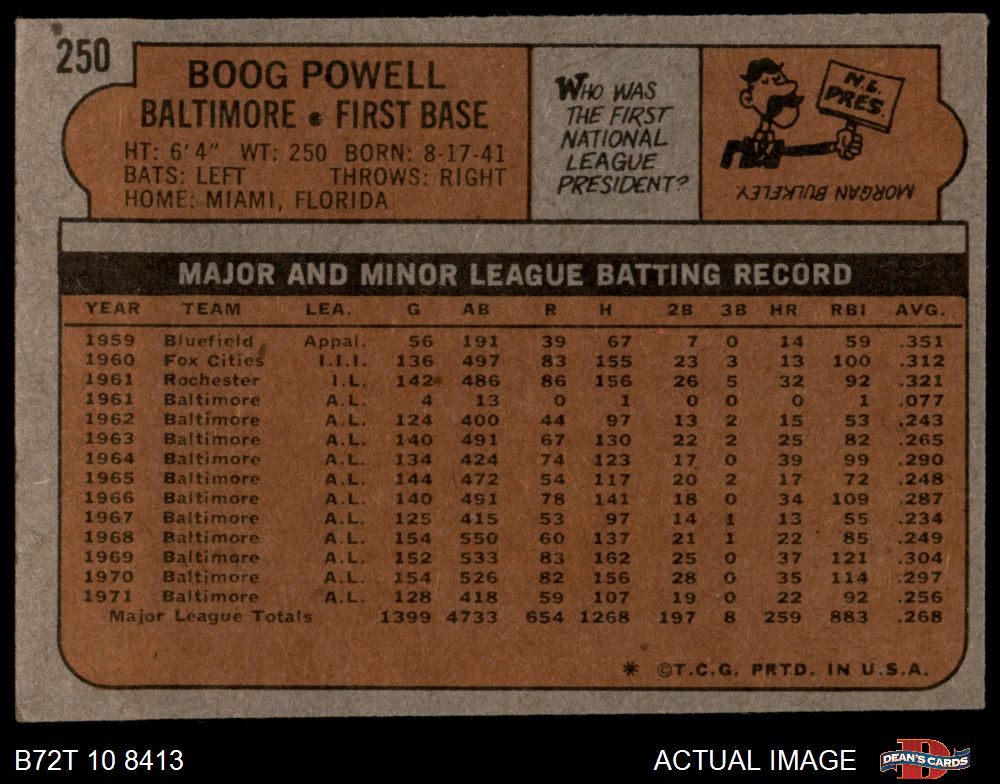 250
BOOG POWELL
BALTIMORE • FIRST BASE
HT: 6'4" WT: 250 BORN: 8-17-41
BATS: LEFT THROWS: RIGHT
HOME: MIAMI, FLORIDA
WHO WAS
THE FIRST
NATIONAL
LEAGUE
PRESIDENT?
N.L.
PRES.
MORGAN BULKELEY
MAJOR AND MINOR LEAGUE BATTING RECORD
YEAR TEAM LEA. G AB R H 2B 3B HR RBI AVG.
1959 Bluefield Appal. 56 191 39 67 7 0 14 59 .351
1960 Fox Cities I.I.I. 136 497 83 155 23 3 13 100 .312
1961 Rochester I.L. 142 486 86 156 26 5 32 92 .321
1961 Baltimore A.L. 4 13 0 1 0 0 0 1 .077
1962 Baltimore A.L. 124 400 44 97 13 2 15 53 .243
1963 Baltimore A.L. 140 491 67 130 22 2 25 82 .265
1964 Baltimore A.L. 134 424 74 123 17 0 39 99 .290
1965 Baltimore A.L. 144 472 54 117 20 2 17 72 .248
1966 Baltimore A.L. 140 491 78 141 18 0 34 109 .287
1967 Baltimore A.L. 125 415 53 97 14 1 13 55 .234
1968 Baltimore A.L. 154 550 60 137 21 1 22 85 .249
1969 Baltimore A.L. 152 533 83 162 25 0 37 121 .304
1970 Baltimore A.L. 154 526 82 156 28 0 35 114 .297
1971 Baltimore A.L. 128 418 59 107 19 0 22 92 .256
Major League Totals 1399 4733 654 1268 197 8 259 883 .268
* ©T.C.G. PRTD. IN U.S.A.
B72T 10 8413
ACTUAL IMAGE
DEAN'S CARDS